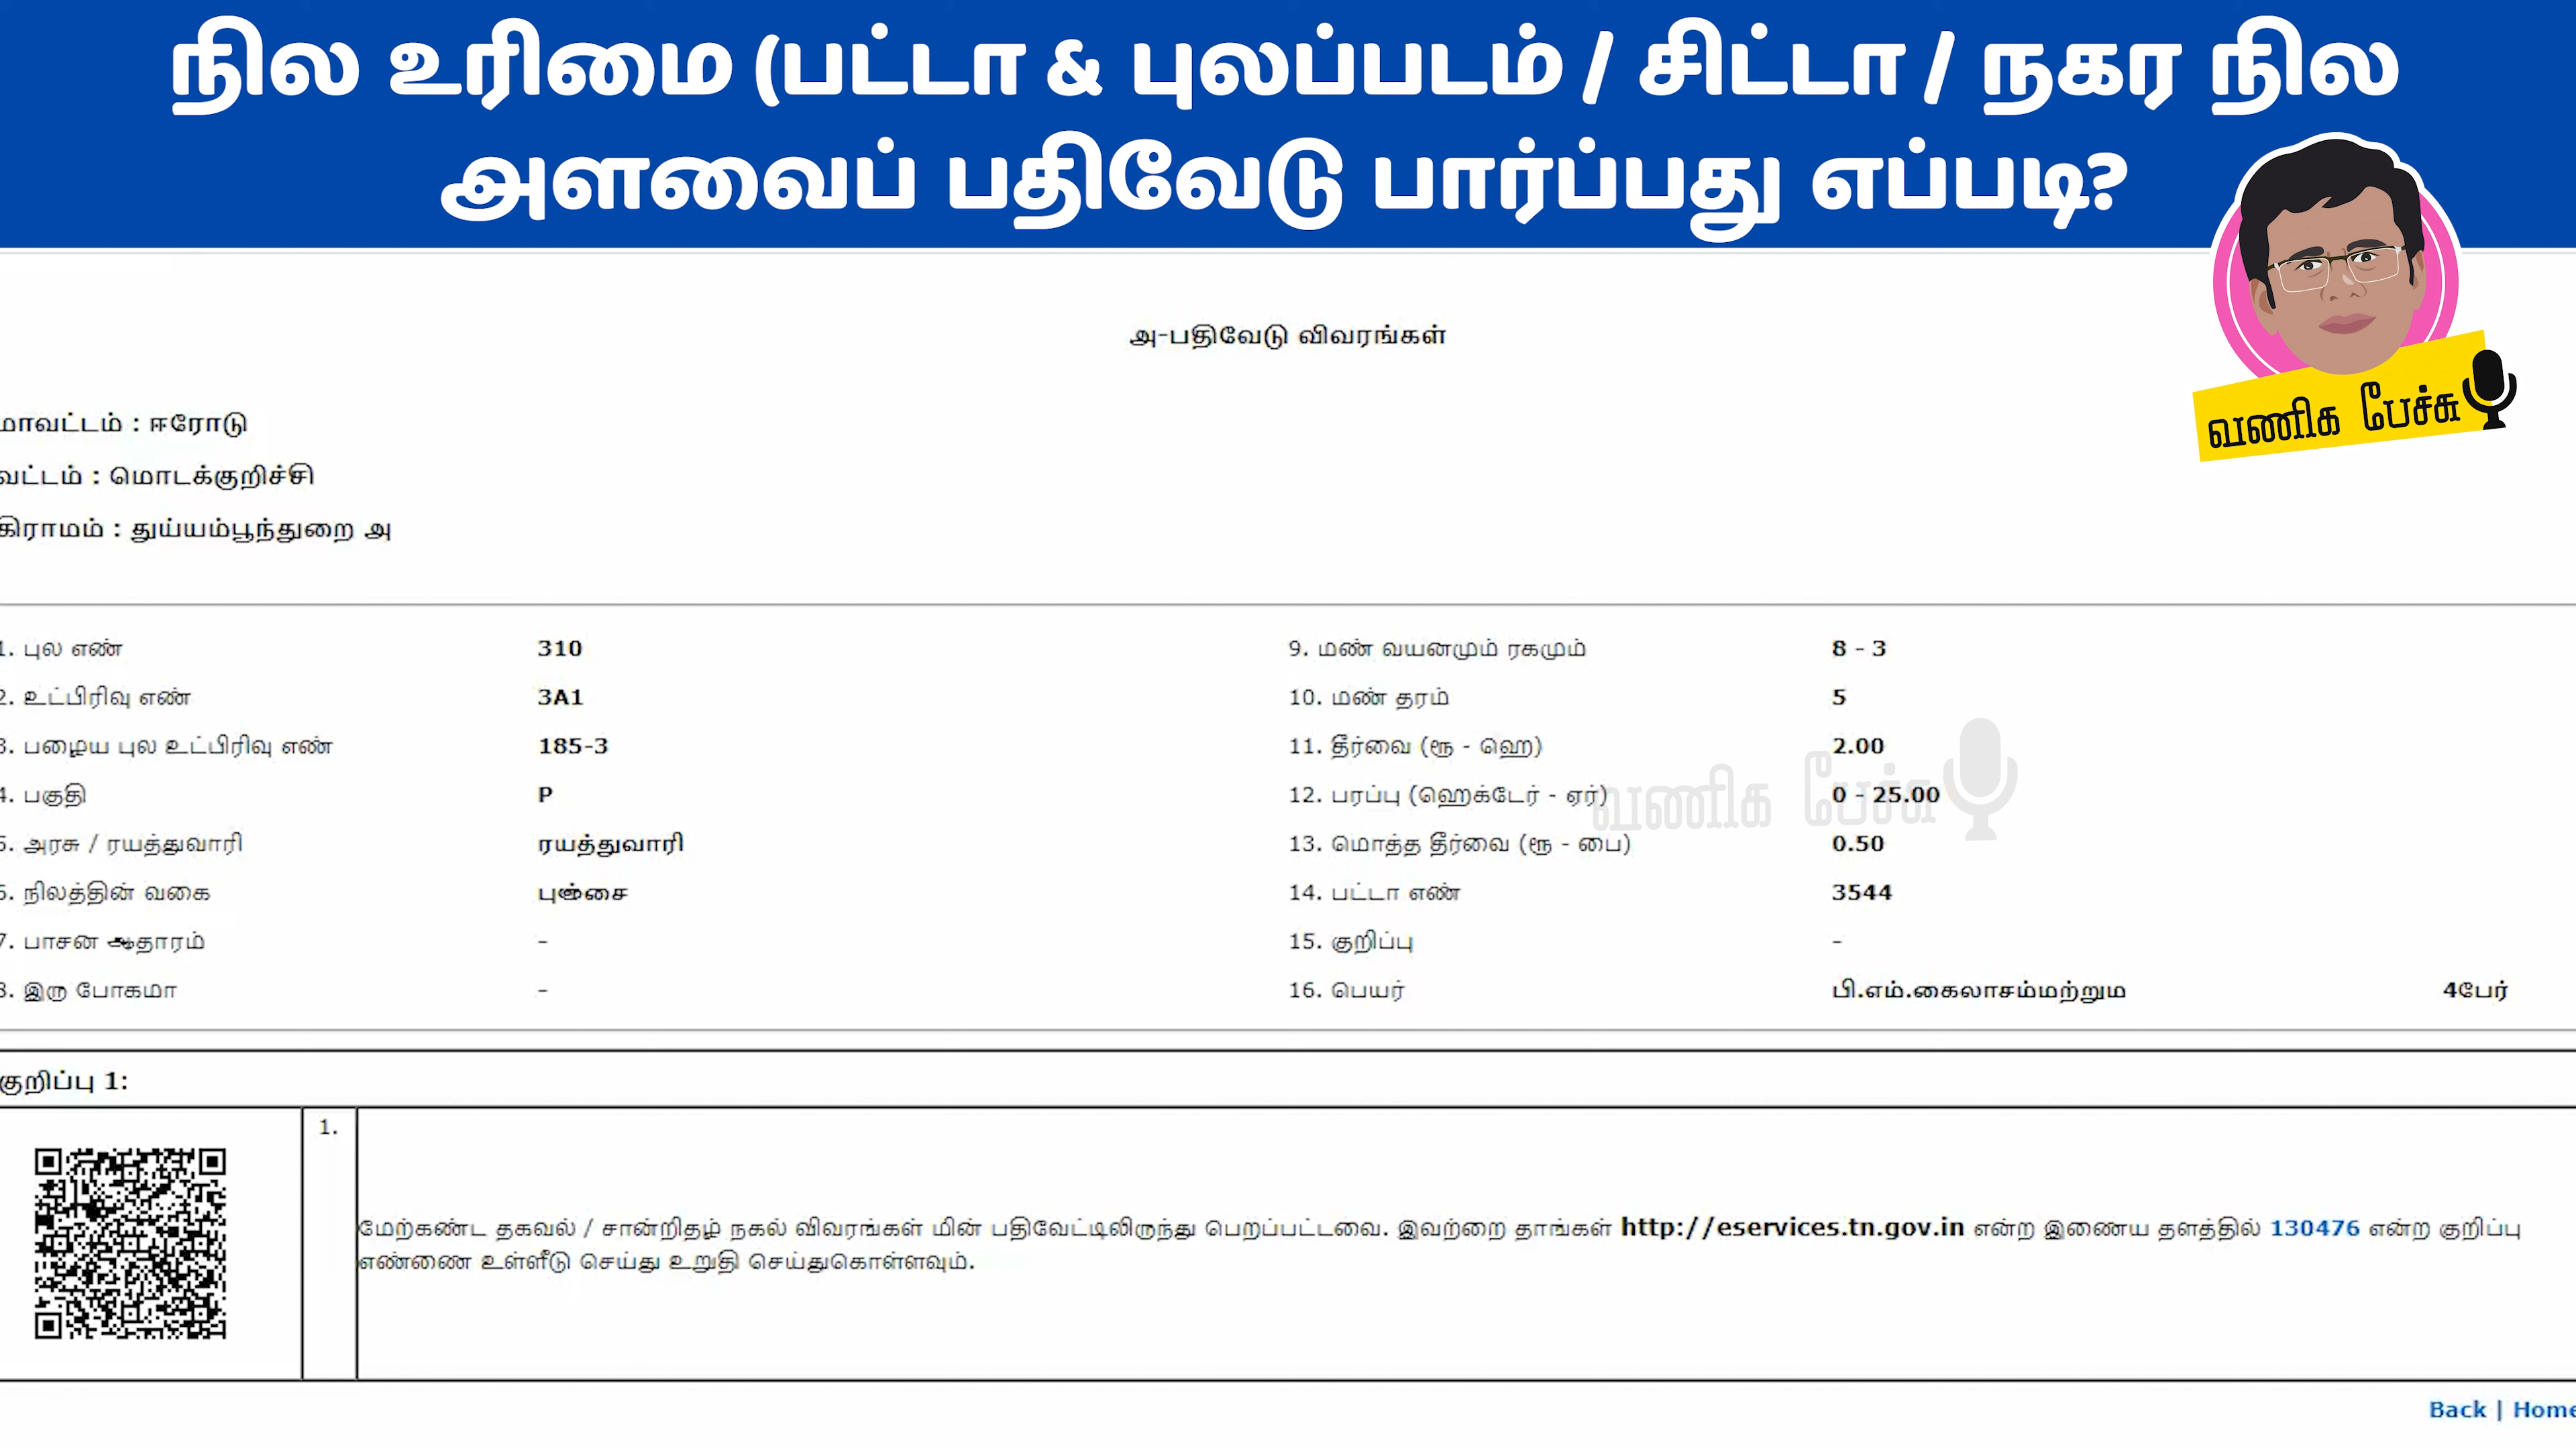 நில உரிமை (பட்டா & புலப்படம் / சிட்டா / நகர நில
அளவைப் பதிவேடு பார்ப்பது எப்படி?
வணிக பேச்சு
அ-பதிவேடு விவரங்கள்
மாவட்டம் : ஈரோடு
வட்டம் : மொடக்குறிச்சி
கிராமம் : துய்யம்பூந்துறை அ
1. புல எண் 310 9. மண் வயனமும் ரகமும் 8 - 3
2. உட்பிரிவு எண் 3A1 10. மண் தரம் 5
3. பழைய புல உட்பிரிவு எண் 185-3 11. தீர்வை (ரூ - ஹெ) 2.00
4. பகுதி P 12. பரப்பு (ஹெக்டேர் - ஏர்) 0 - 25.00
வணிக பேச்சு
5. அரசு / ரயத்துவாரி ரயத்துவாரி 13. மொத்த தீர்வை (ரூ - பை) 0.50
6. நிலத்தின் வகை புஞ்சை 14. பட்டா எண் 3544
7. பாசன ஆதாரம் - 15. குறிப்பு -
8. இரு போகமா - 16. பெயர் பி.எம்.கைலாசம்மற்றும 4பேர்
குறிப்பு 1:
1.
மேற்கண்ட தகவல் / சான்றிதழ் நகல் விவரங்கள் மின் பதிவேட்டிலிருந்து பெறப்பட்டவை. இவற்றை தாங்கள் http://eservices.tn.gov.in என்ற இணைய தளத்தில் 130476 என்ற குறிப்பு
எண்ணை உள்ளீடு செய்து உறுதி செய்துகொள்ளவும்.
Back | Home